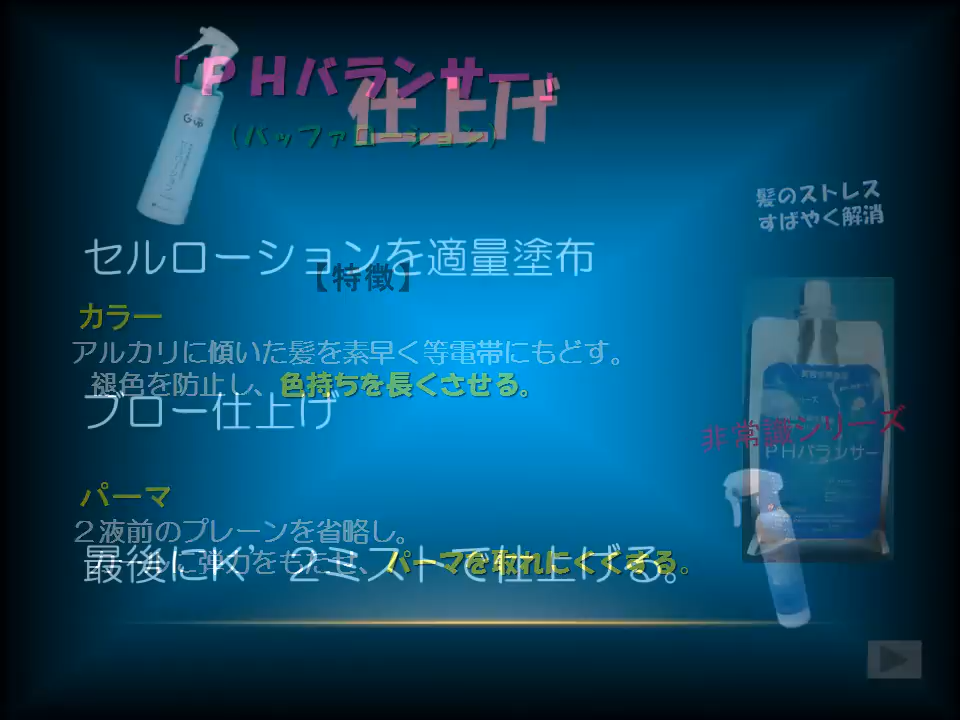 「ＰＨバランサー」
仕上げ
（バッファローション）
髪のストレス
すばやく解消
セルローションを適量塗布
【特徴】
カラー
アルカリに傾いた髪を素早く等電帯にもどす。
褪色を防止し、色持ちを長くさせる。
ブロー仕上げ
非常識シリーズ
ＰＨバランサー
パーマ
２液前のプレーンを省略し。
弾力をもたせ、パーマを取れにくくする。
最後にK’２ミストで仕上げる。